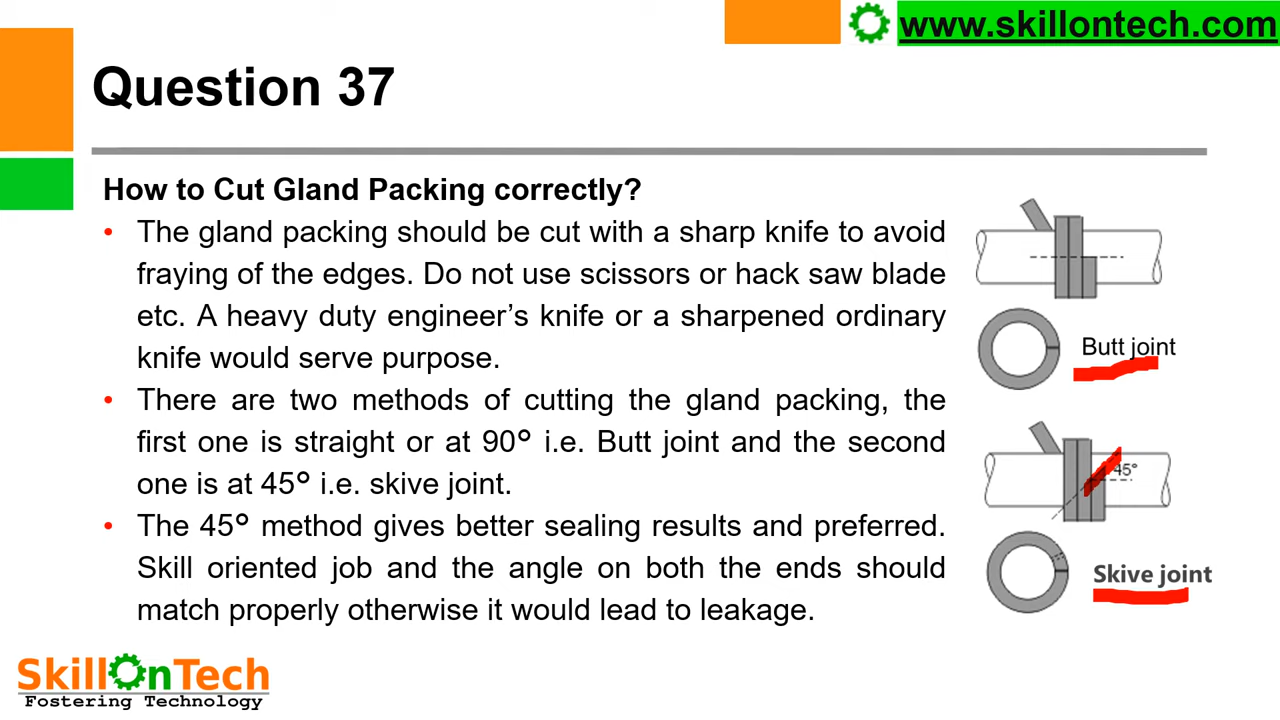 www.skillontech.com
Question 37
How to Cut Gland Packing correctly?
• The gland packing should be cut with a sharp knife to avoid
fraying of the edges. Do not use scissors or hack saw blade
etc. A heavy duty engineer’s knife or a sharpened ordinary
knife would serve purpose.
• There are two methods of cutting the gland packing, the
first one is straight or at 90° i.e. Butt joint and the second
one is at 45° i.e. skive joint.
• The 45° method gives better sealing results and preferred.
Skill oriented job and the angle on both the ends should
match properly otherwise it would lead to leakage.
Butt joint
45°
Skive joint
SkillOnTech
Fostering Technology